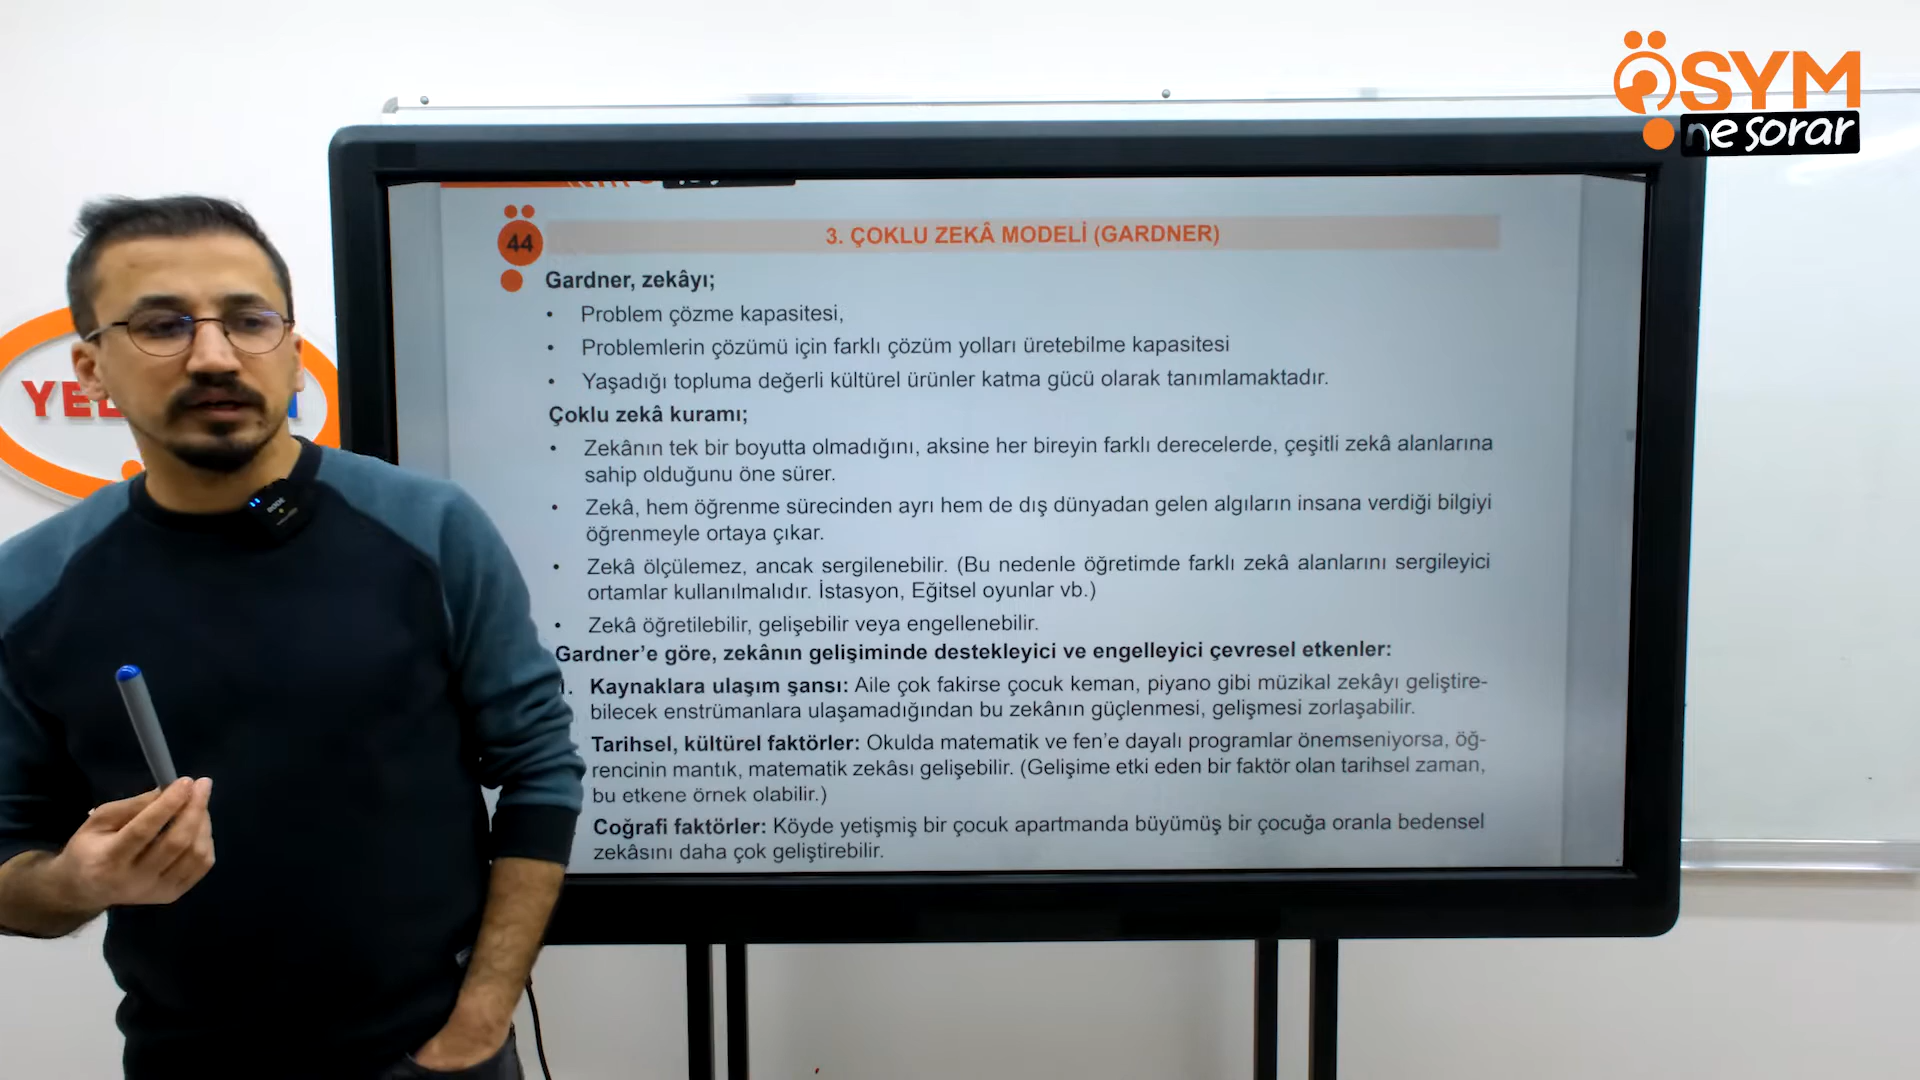 ÖSYM
ne sorar
44
3. ÇOKLU ZEKÂ MODELİ (GARDNER)
Gardner, zekâyı;
• Problem çözme kapasitesi,
• Problemlerin çözümü için farklı çözüm yolları üretebilme kapasitesi
• Yaşadığı topluma değerli kültürel ürünler katma gücü olarak tanımlamaktadır.
Çoklu zekâ kuramı;
• Zekânın tek bir boyutta olmadığını, aksine her bireyin farklı derecelerde, çeşitli zekâ alanlarına
sahip olduğunu öne sürer.
• Zekâ, hem öğrenme sürecinden ayrı hem de dış dünyadan gelen algıların insana verdiği bilgiyi
öğrenmeyle ortaya çıkar.
• Zekâ ölçülemez, ancak sergilenebilir. (Bu nedenle öğretimde farklı zekâ alanlarını sergileyici
ortamlar kullanılmalıdır. İstasyon, Eğitsel oyunlar vb.)
• Zekâ öğretilebilir, gelişebilir veya engellenebilir.
Gardner'e göre, zekânın gelişiminde destekleyici ve engelleyici çevresel etkenler:
1. Kaynaklara ulaşım şansı: Aile çok fakirse çocuk keman, piyano gibi müzikal zekâyı geliştire-
bilecek enstrümanlara ulaşamadığından bu zekânın güçlenmesi, gelişmesi zorlaşabilir.
Tarihsel, kültürel faktörler: Okulda matematik ve fen'e dayalı programlar önemseniyorsa, öğ-
rencinin mantık, matematik zekâsı gelişebilir. (Gelişime etki eden bir faktör olan tarihsel zaman,
bu etkene örnek olabilir.)
Coğrafi faktörler: Köyde yetişmiş bir çocuk apartmanda büyümüş bir çocuğa oranla bedensel
zekâsını daha çok geliştirebilir.